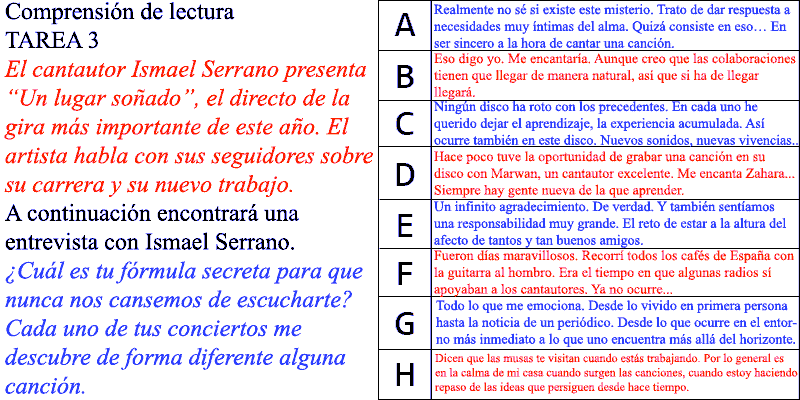 Comprensión de lectura
TAREA 3
El cantautor Ismael Serrano presenta
“Un lugar soñado”, el directo de la
gira más importante de este año. El
artista habla con sus seguidores sobre
su carrera y su nuevo trabajo.
A continuación encontrará una
entrevista con Ismael Serrano.
¿Cuál es tu fórmula secreta para que
nunca nos cansemos de escucharte?
Cada uno de tus conciertos me
descubre de forma diferente alguna
canción.
A
Realmente no sé si existe este misterio. Trato de dar respuesta a
necesidades muy íntimas del alma. Quizá consiste en eso… En
ser sincero a la hora de cantar una canción.
B
Eso digo yo. Me encantaría. Aunque creo que las colaboraciones
tienen que llegar de manera natural, así que si ha de llegar
llegará.
C
Ningún disco ha roto con los precedentes. En cada uno he
querido dejar el aprendizaje, la experiencia acumulada. Así
ocurre también en este disco. Nuevos sonidos, nuevas vivencias..
D
Hace poco tuve la oportunidad de grabar una canción en su
disco con Marwan, un cantautor excelente. Me encanta Zahara...
Siempre hay gente nueva de la que aprender.
E
Un infinito agradecimiento. De verdad. Y también sentíamos
una responsabilidad muy grande. El reto de estar a la altura del
afecto de tantos y tan buenos amigos.
F
Fueron días maravillosos. Recorrí todos los cafés de España con
la guitarra al hombro. Era el tiempo en que algunas radios sí
apoyaban a los cantautores. Ya no ocurre...
G
Todo lo que me emociona. Desde lo vivido en primera persona
hasta la noticia de un periódico. Desde lo que ocurre en el entor-
no más inmediato a lo que uno encuentra más allá del horizonte.
H
Dicen que las musas te visitan cuando estás trabajando. Por lo general es
en la calma de mi casa cuando surgen las canciones, cuando estoy haciendo
repaso de las ideas que persiguen desde hace tiempo.